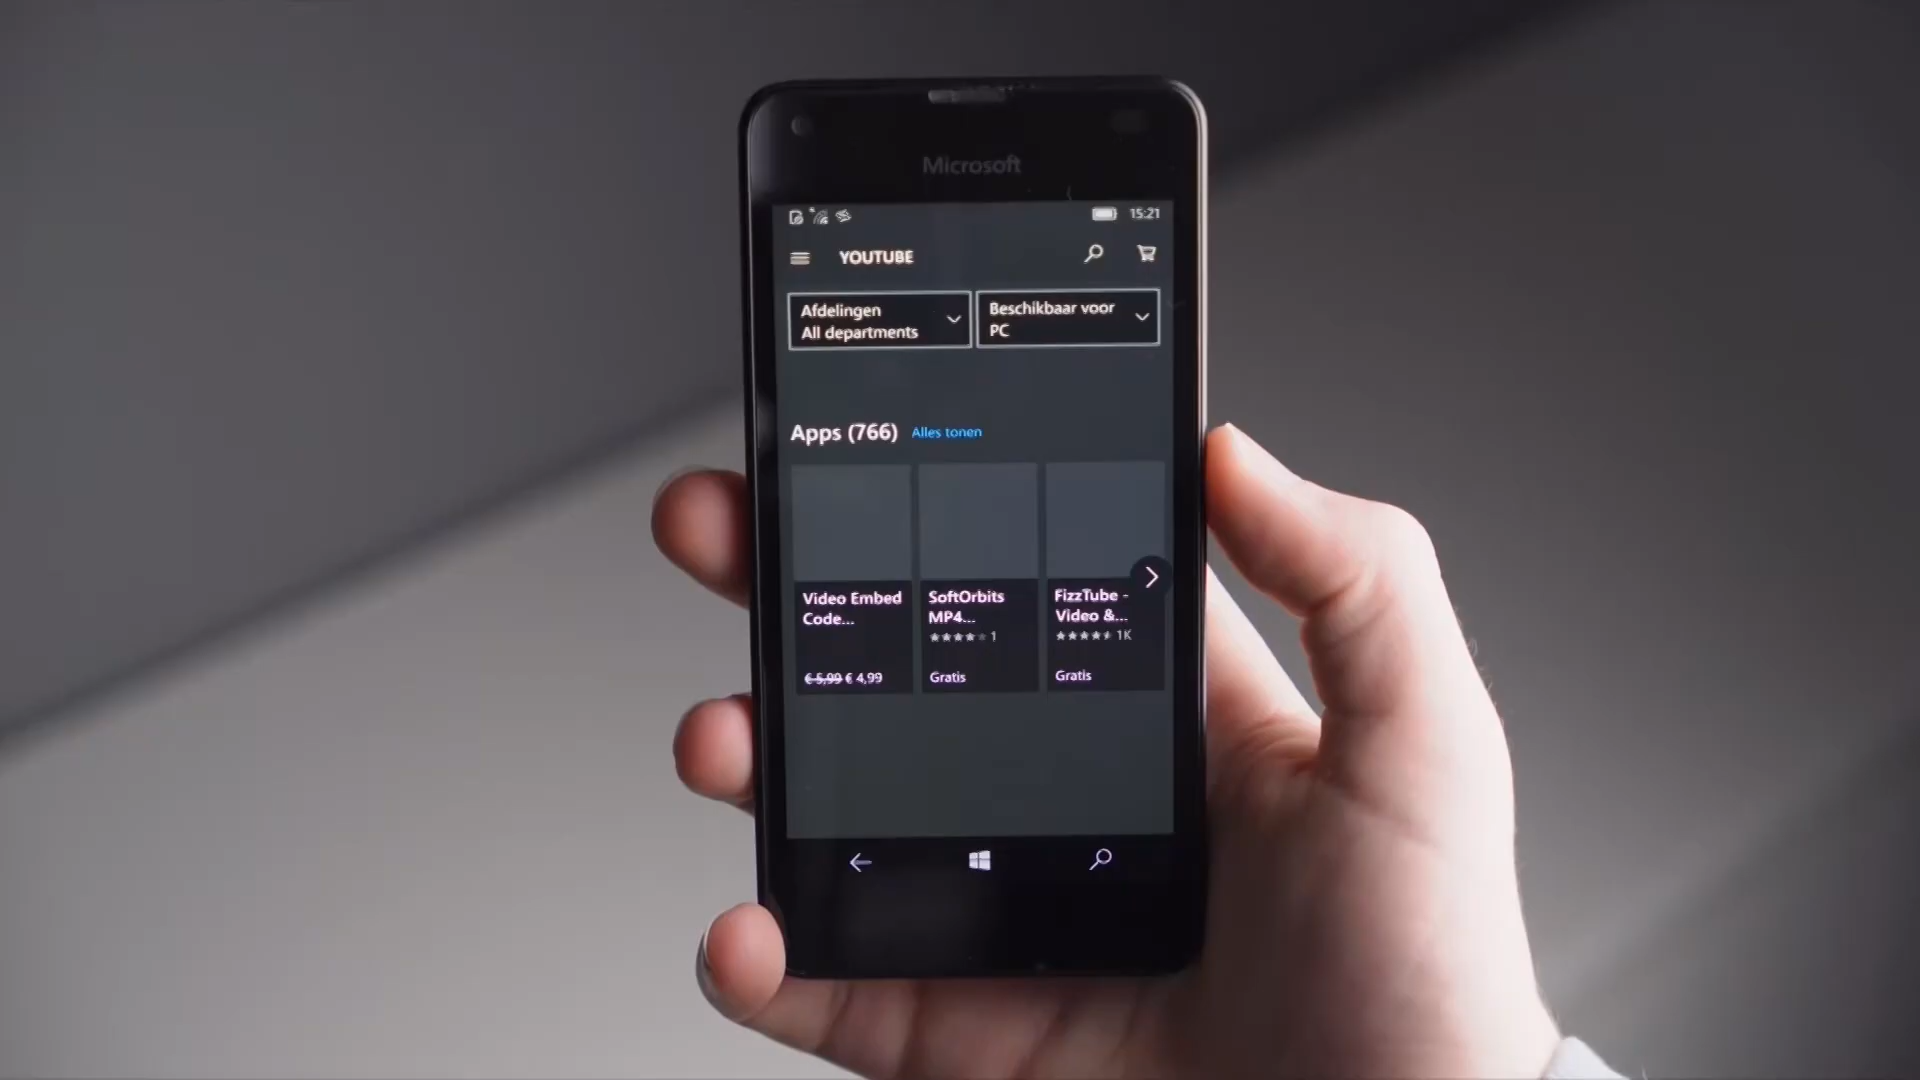 Microsoft
15:21
YOUTUBE
Afdelingen
All departments
Beschikbaar voor
PC
Apps (766) Alles tonen
Video Embed
Code...
€ 5,99 € 4,99
SoftOrbits
MP4...
1
Gratis
FizzTube -
Video &...
1K
Gratis